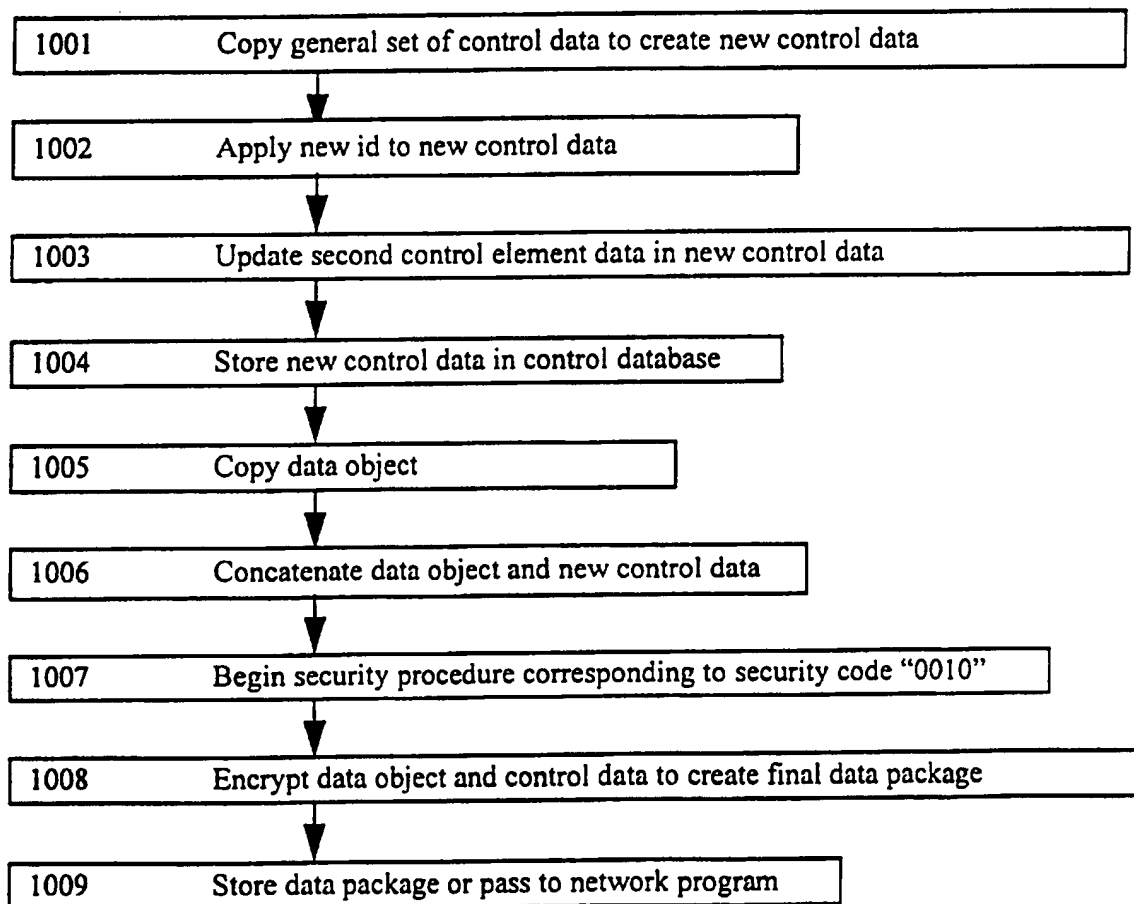 1001 Copy general set of control data to create new control data
1002 Apply new id to new control data
1003 Update second control element data in new control data
1004 Store new control data in control database
1005 Copy data object
1006 Concatenate data object and new control data
1007 Begin security procedure corresponding to security code “0010”
1008 Encrypt data object and control data to create final data package
1009 Store data package or pass to network program